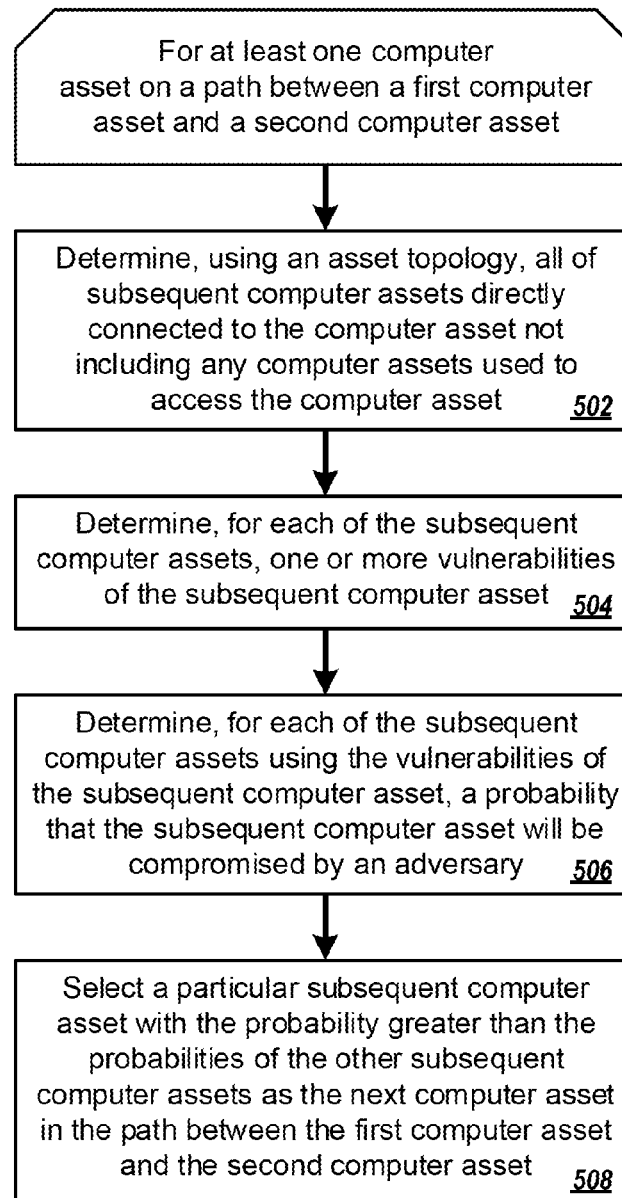 For at least one computer
asset on a path between a first computer
asset and a second computer asset
Determine, using an asset topology, all of
subsequent computer assets directly
connected to the computer asset not
including any computer assets used to
access the computer asset 502
Determine, for each of the subsequent
computer assets, one or more vulnerabilities
of the subsequent computer asset 504
Determine, for each of the subsequent
computer assets using the vulnerabilities of
the subsequent computer asset, a probability
that the subsequent computer asset will be
compromised by an adversary 506
Select a particular subsequent computer
asset with the probability greater than the
probabilities of the other subsequent
computer assets as the next computer asset
in the path between the first computer asset
and the second computer asset 508